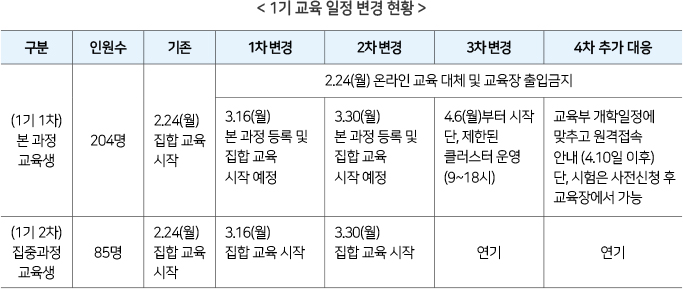 < 1기 교육 일정 변경 현황 >
구분 인원수 기존 1차 변경 2차 변경 3차 변경 4차 추가 대응
2.24(월) 온라인 교육 대체 및 교육장 출입금지
(1기 1차)
본 과정
교육생
204명
2.24(월)
집합 교육
시작
3.16(월)
본 과정 등록 및
집합 교육
시작 예정
3.30(월)
본 과정 등록 및
집합 교육
시작 예정
4.6(월)부터 시작
단, 제한된
클러스터 운영
(9~18시)
교육부 개학일정에
맞추고 원격접속
안내 (4.10일 이후)
단, 시험은 사전신청 후
교육장에서 가능
(1기 2차)
집중과정
교육생
85명
2.24(월)
집합 교육
시작
3.16(월)
집합 교육 시작
3.30(월)
집합 교육 시작
연기
연기